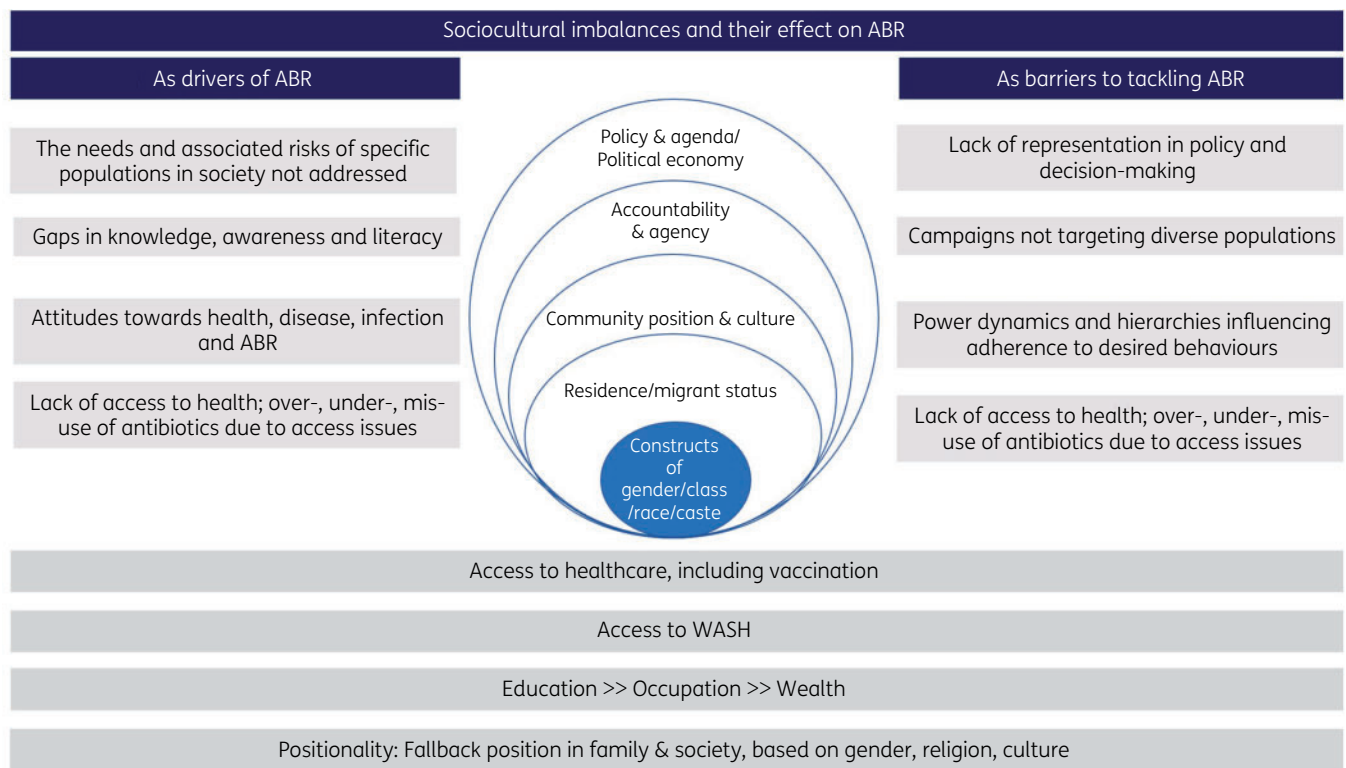 Sociocultural imbalances and their effect on ABR
As drivers of ABR
The needs and associated risks of specific
populations in society not addressed
Gaps in knowledge, awareness and literacy
Attitudes towards health, disease, infection
and ABR
Lack of access to health; over-, under-, mis-
use of antibiotics due to access issues
Policy & agenda/
Political economy
Accountability
& agency
Community position & culture
Residence/migrant status
Constructs
of
gender/class
/race/caste
As barriers to tackling ABR
Lack of representation in policy and
decision-making
Campaigns not targeting diverse populations
Power dynamics and hierarchies influencing
adherence to desired behaviours
Lack of access to health; over-, under-, mis-
use of antibiotics due to access issues
Access to healthcare, including vaccination
Access to WASH
Education >> Occupation >> Wealth
Positionality: Fallback position in family & society, based on gender, religion, culture